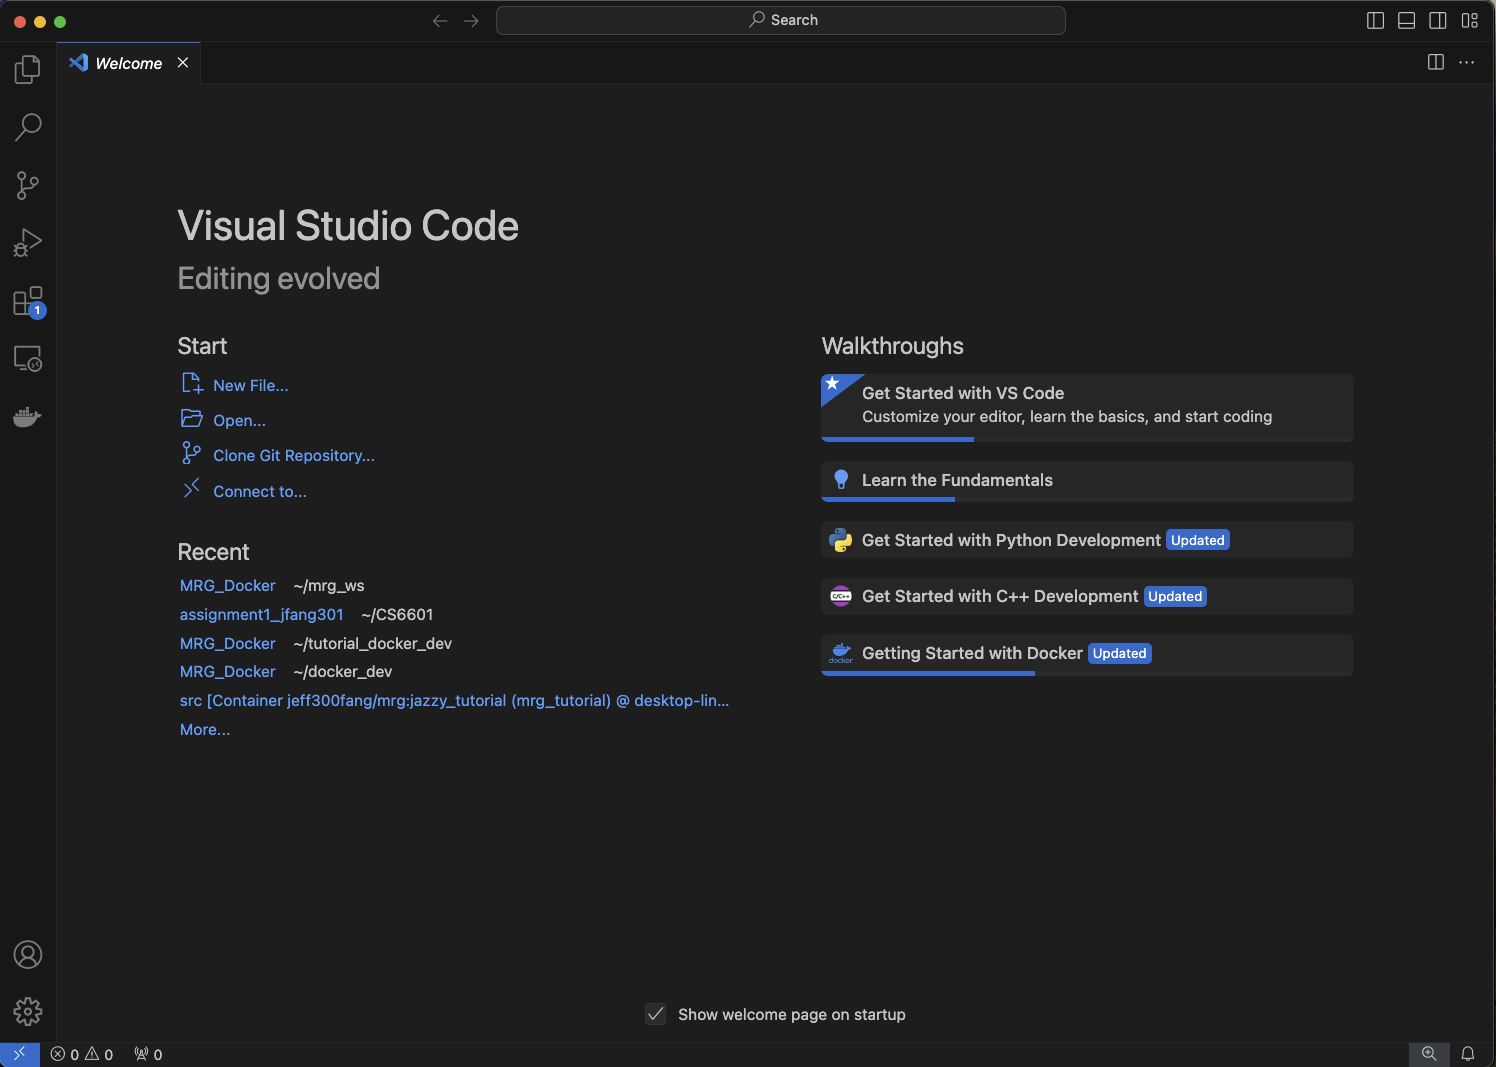 Search
Welcome
Visual Studio Code
Editing evolved
Start
New File...
Open...
Clone Git Repository...
Connect to...
Recent
MRG_Docker ~/mrg_ws
assignment1_jfang301 ~/CS6601
MRG_Docker ~/tutorial_docker_dev
MRG_Docker ~/docker_dev
src [Container jeff300fang/mrg:jazzy_tutorial (mrg_tutorial) @ desktop-lin...
More...
Walkthroughs
Get Started with VS Code
Customize your editor, learn the basics, and start coding
Learn the Fundamentals
Get Started with Python Development Updated
C/C++ Get Started with C++ Development Updated
docker Getting Started with Docker Updated
1
Show welcome page on startup
0 0 0